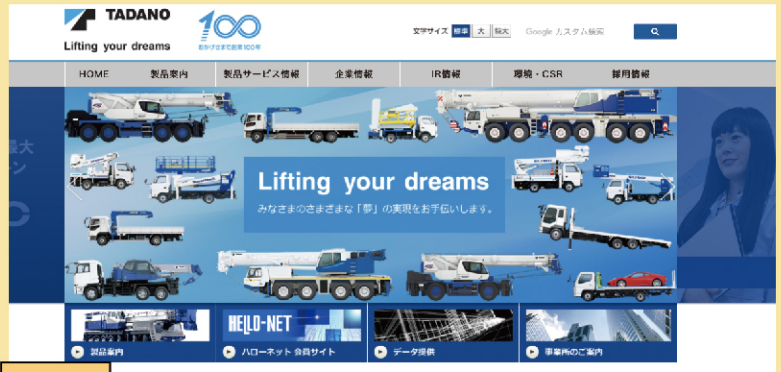 TADANO
Lifting your dreams
100
おかげさまで創業100年
文字サイズ 標準 大 特大
Google カスタム検索
HOME 製品案内 製品サービス情報 企業情報 IR情報 環境・CSR 採用情報
Lifting your dreams
みなさまのさまざまな「夢」の実現をお手伝いします。
HELLO-NET
製品案内 ハローネット 会員サイト データ提供 事業所のご案内